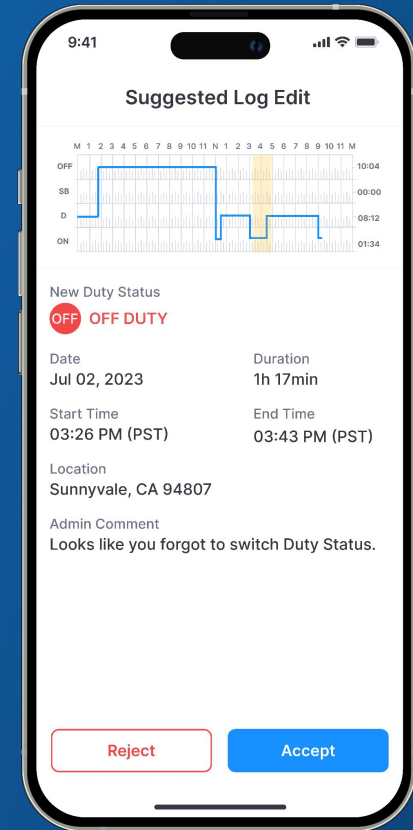 9:41
Suggested Log Edit
M 1 2 3 4 5 6 7 8 9 10 11 N 1 2 3 4 5 6 7 8 9 10 11 M
OFF 10:04
SB 00:00
D 08:12
ON 01:34
New Duty Status
OFF OFF DUTY
Date Duration
Jul 02, 2023 1h 17min
Start Time End Time
03:26 PM (PST) 03:43 PM (PST)
Location
Sunnyvale, CA 94807
Admin Comment
Looks like you forgot to switch Duty Status.
Reject Accept